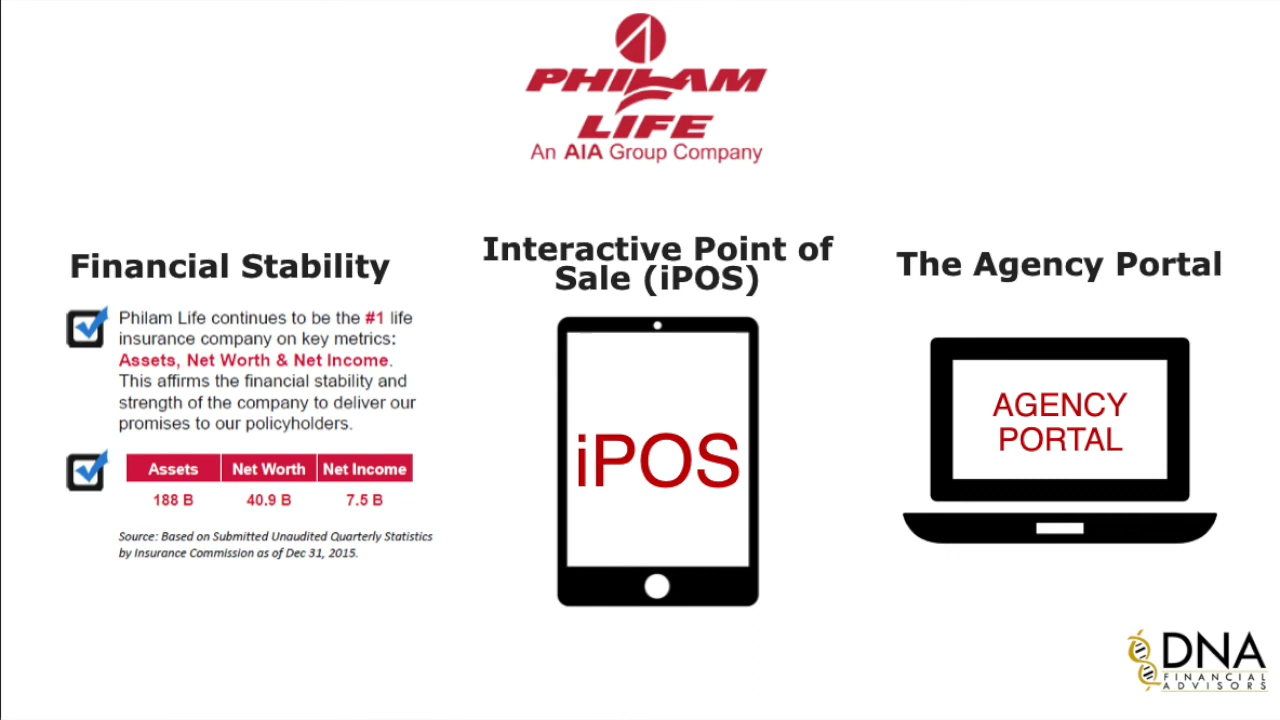 PHILAM
LIFE
An AIA Group Company
Financial Stability
Philam Life continues to be the #1 life
insurance company on key metrics:
Assets, Net Worth & Net Income.
This affirms the financial stability and
strength of the company to deliver our
promises to our policyholders.
Assets Net Worth Net Income
188 B 40.9 B 7.5 B
Source: Based on Submitted Unaudited Quarterly Statistics
by Insurance Commission as of Dec 31, 2015.
Interactive Point of
Sale (iPOS)
iPOS
The Agency Portal
AGENCY
PORTAL
DNA
FINANCIAL
ADVISORS